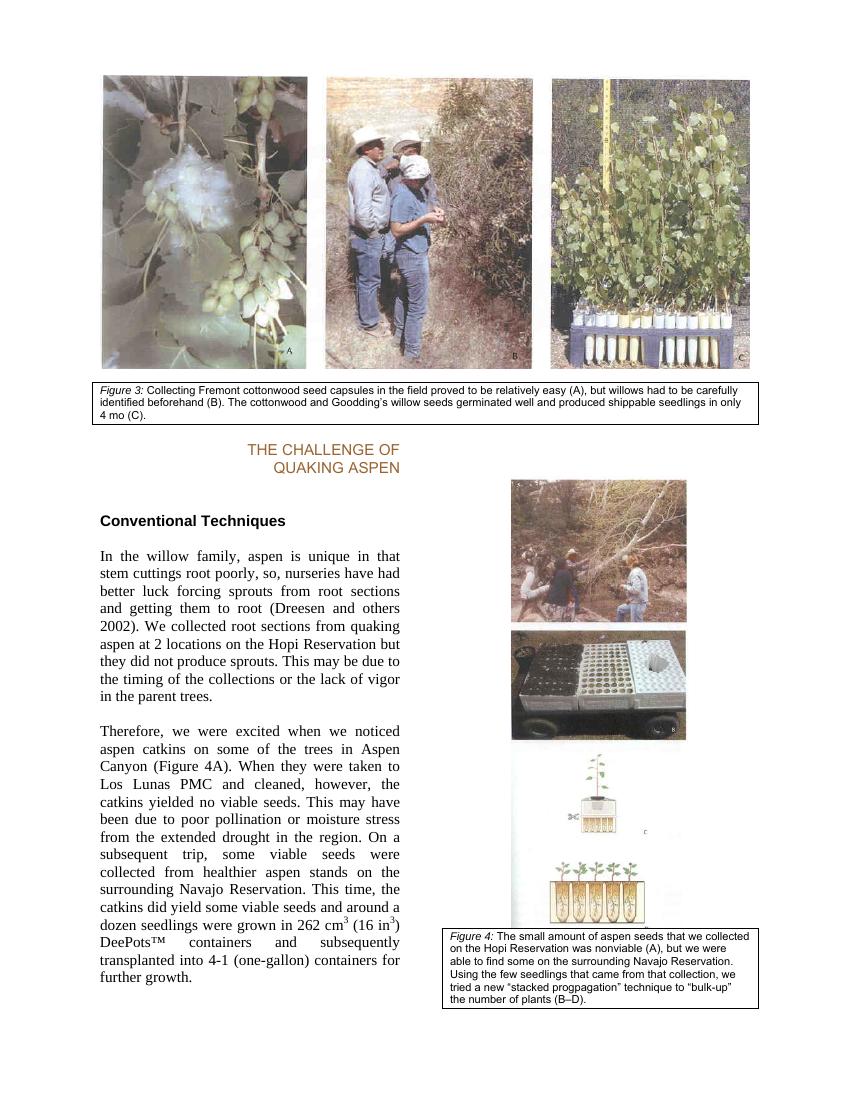 A
B
C
Figure 3: Collecting Fremont cottonwood seed capsules in the field proved to be relatively easy (A), but willows had to be carefully
identified beforehand (B). The cottonwood and Goodding's willow seeds germinated well and produced shippable seedlings in only
4 mo (C).
THE CHALLENGE OF
QUAKING ASPEN
Conventional Techniques
In the willow family, aspen is unique in that
stem cuttings root poorly, so, nurseries have had
better luck forcing sprouts from root sections
and getting them to root (Dreesen and others
2002). We collected root sections from quaking
aspen at 2 locations on the Hopi Reservation but
they did not produce sprouts. This may be due to
the timing of the collections or the lack of vigor
in the parent trees.
Therefore, we were excited when we noticed
aspen catkins on some of the trees in Aspen
Canyon (Figure 4A). When they were taken to
Los Lunas PMC and cleaned, however, the
catkins yielded no viable seeds. This may have
been due to poor pollination or moisture stress
from the extended drought in the region. On a
subsequent trip, some viable seeds were
collected from healthier aspen stands on the
surrounding Navajo Reservation. This time, the
catkins did yield some viable seeds and around a
dozen seedlings were grown in 262 cm³ (16 in³)
DeePots™ containers and subsequently
transplanted into 4-1 (one-gallon) containers for
further growth.
A
B
C
Figure 4: The small amount of aspen seeds that we collected
on the Hopi Reservation was nonviable (A), but we were
able to find some on the surrounding Navajo Reservation.
Using the few seedlings that came from that collection, we
tried a new "stacked progpagation" technique to "bulk-up"
the number of plants (B–D).